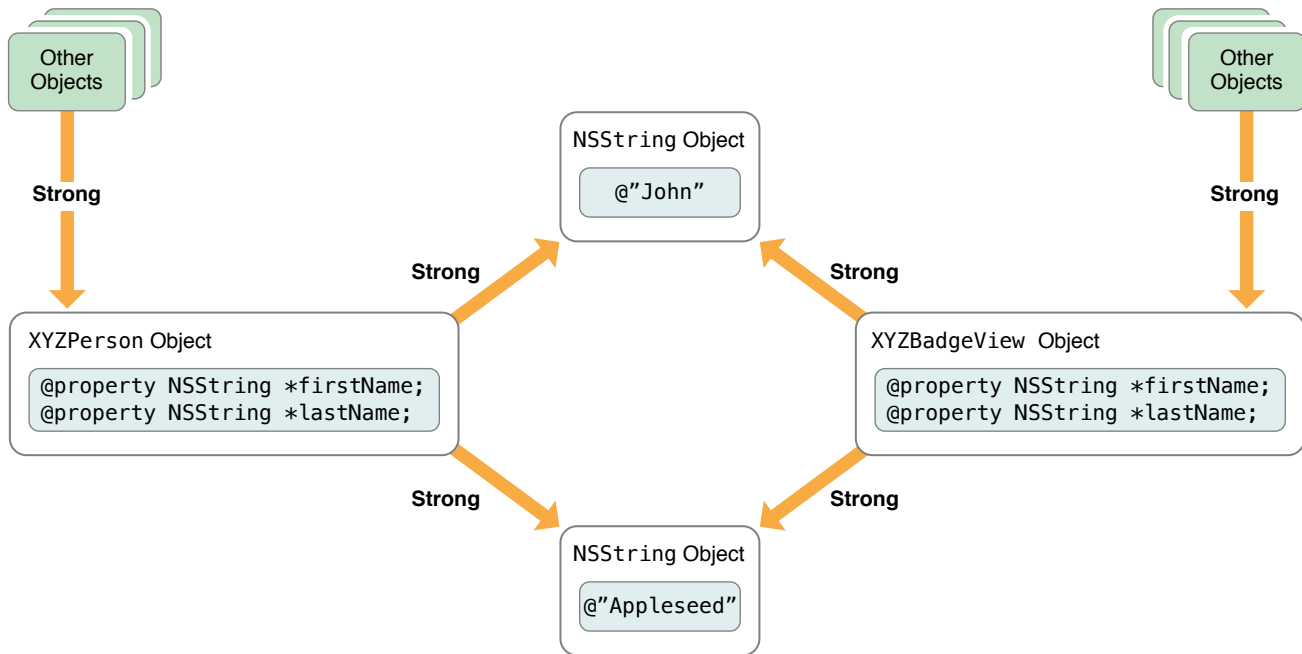 Other
Objects
Other
Objects
NSString Object
@”John”
Strong
Strong
Strong
Strong
XYZPerson Object
@property NSString *firstName;
@property NSString *lastName;
XYZBadgeView Object
@property NSString *firstName;
@property NSString *lastName;
Strong
Strong
NSString Object
@”Appleseed”